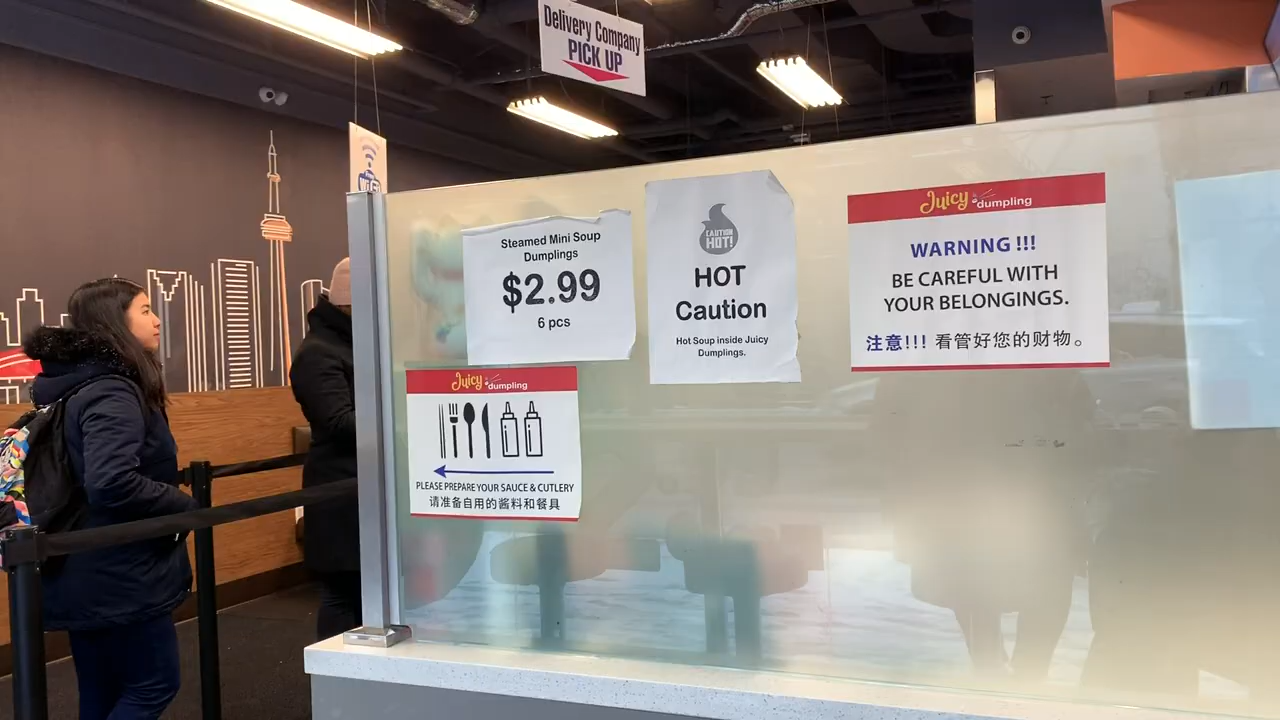 Delivery Company
PICK UP
Steamed Mini Soup
Dumplings
$2.99
6 pcs
CAUTION
HOT!
HOT
Caution
Hot Soup inside Juicy
Dumplings.
Juicy dumpling
WARNING !!!
BE CAREFUL WITH
YOUR BELONGINGS.
注意!!! 看管好您的财物。
Juicy dumpling
PLEASE PREPARE YOUR SAUCE & CUTLERY
请准备自用的酱料和餐具